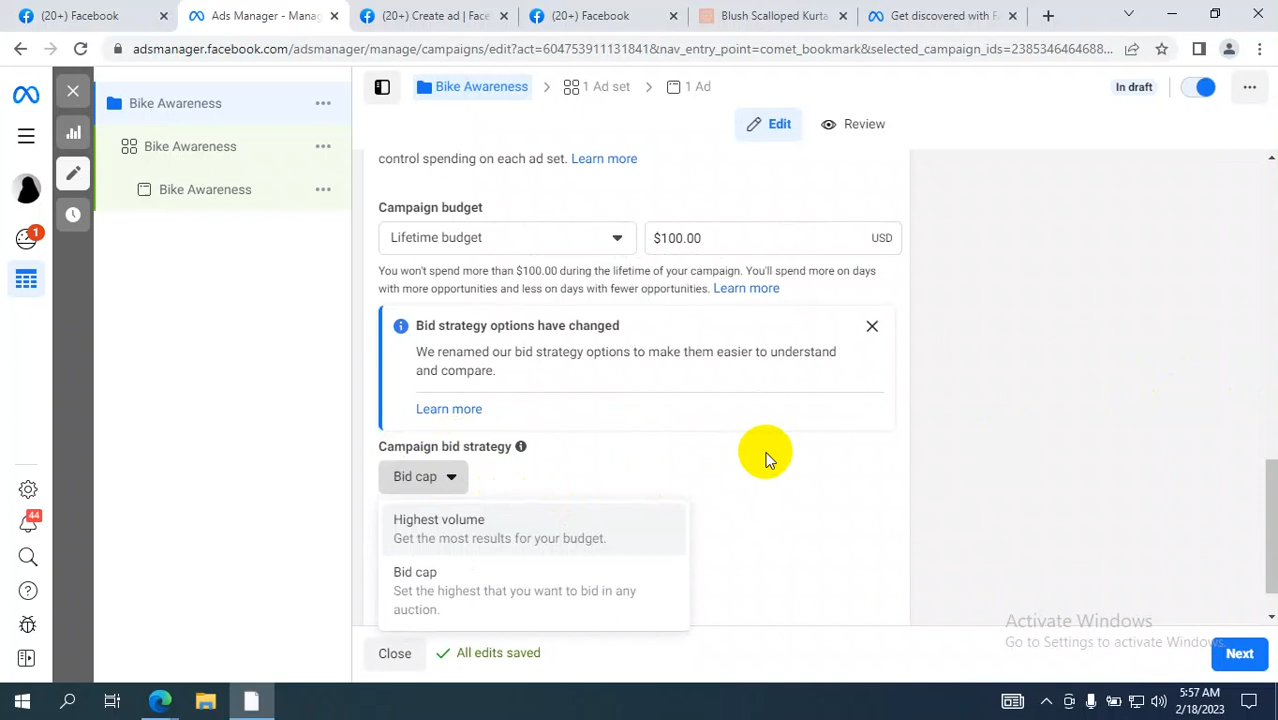 (20+) Facebook
Ads Manager - Manag
(20+) Create ad | Face
(20+) Facebook
Blush Scalloped Kurta
Get discovered with FA
adsmanager.facebook.com/adsmanager/manage/campaigns/edit?act=604753911131841&nav_entry_point=comet_bookmark&selected_campaign_ids=2385346464688...
Bike Awareness
Bike Awareness
Bike Awareness
Bike Awareness
1 Ad set
1 Ad
In draft
Edit
Review
control spending on each ad set. Learn more
Campaign budget
Lifetime budget
$100.00
USD
You won't spend more than $100.00 during the lifetime of your campaign. You'll spend more on days
with more opportunities and less on days with fewer opportunities. Learn more
Bid strategy options have changed
We renamed our bid strategy options to make them easier to understand
and compare.
Learn more
Campaign bid strategy
Bid cap
Highest volume
Get the most results for your budget.
Bid cap
Set the highest that you want to bid in any
auction.
1
44
Activate Windows
Go to Settings to activate Windows.
Close
All edits saved
Next
5:57 AM
2/18/2023